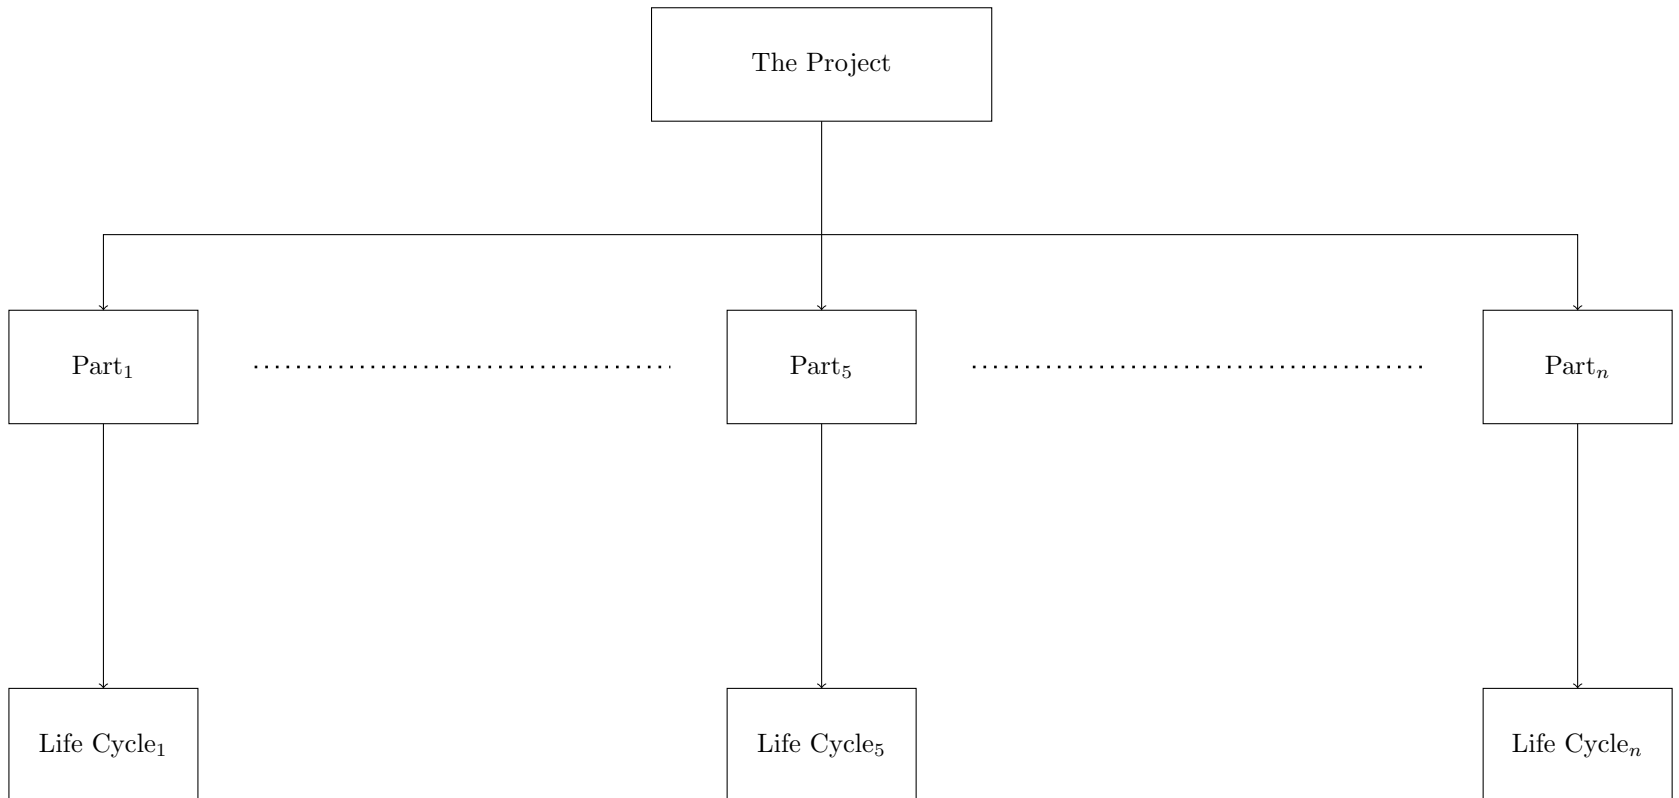 The Project
Part₁
Part₅
Partₙ
Life Cycle₁
Life Cycle₅
Life Cycleₙ